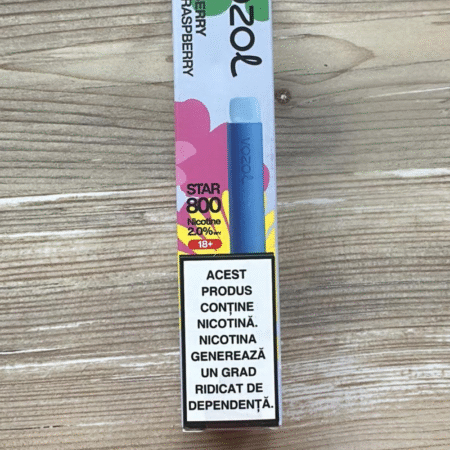 BERRY
RASPBERRY
ozol
VOZOL
STAR
800
Nicotine
2.0%
18+
ACEST
PRODUS
CONȚINE
NICOTINĂ.
NICOTINA
GENEREAZĂ
UN GRAD
RIDICAT DE
DEPENDENȚĂ.